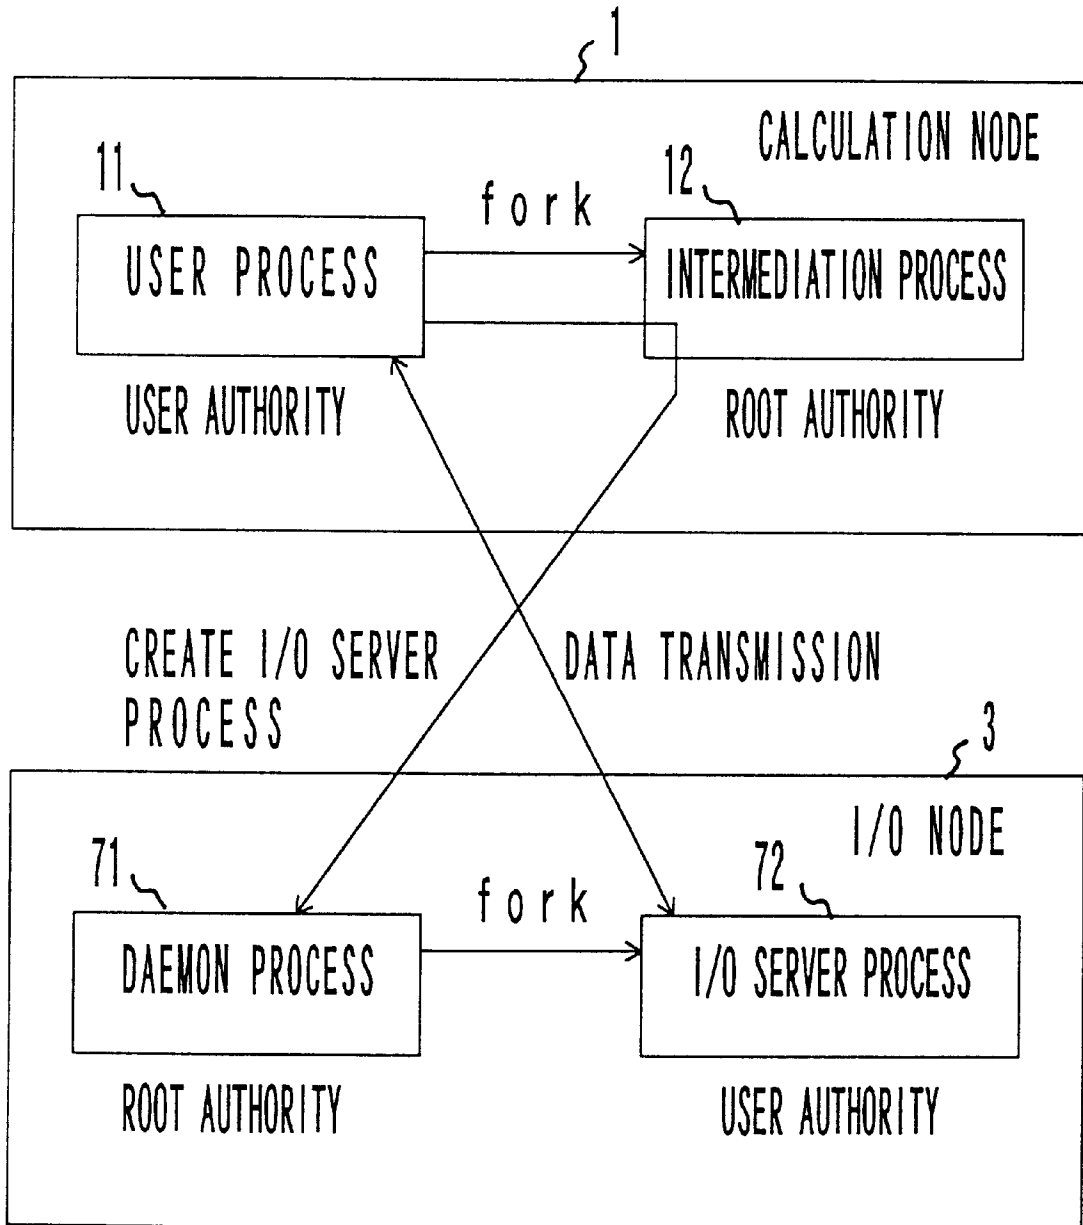 1
CALCULATION NODE
11
fork
12
USER PROCESS
INTERMEDIATION PROCESS
USER AUTHORITY
ROOT AUTHORITY
CREATE I/O SERVER
PROCESS
DATA TRANSMISSION
3
I/O NODE
71
fork
72
DAEMON PROCESS
I/O SERVER PROCESS
ROOT AUTHORITY
USER AUTHORITY